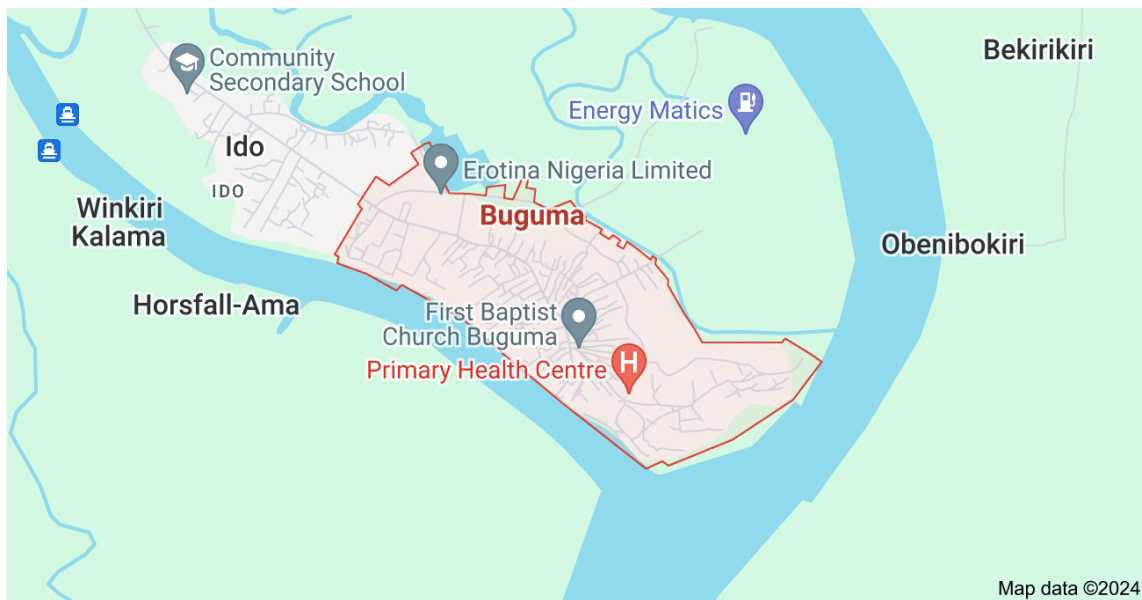 Bekirikiri
Community
Secondary School
Energy Matics
Ido
IDO
Erotina Nigeria Limited
Winkiri
Kalama
Buguma
Obenibokiri
Horsfall-Ama
First Baptist
Church Buguma
Primary Health Centre
H
Map data ©2024